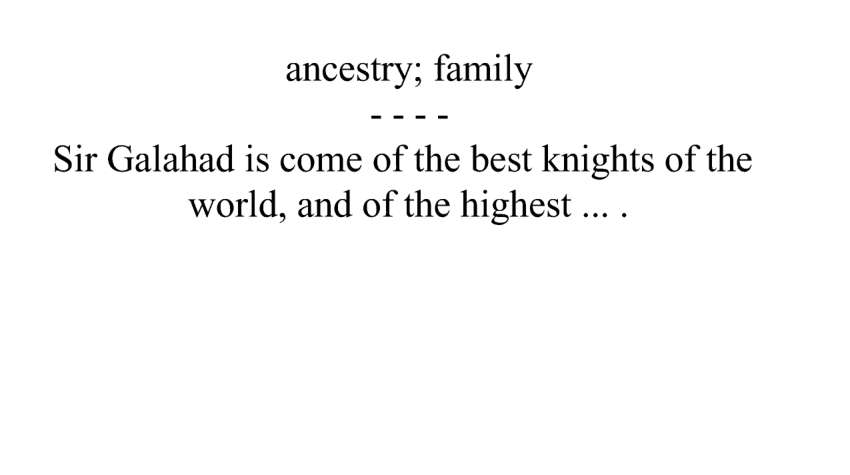 ancestry; family
- - - -
Sir Galahad is come of the best knights of the
world, and of the highest ... .